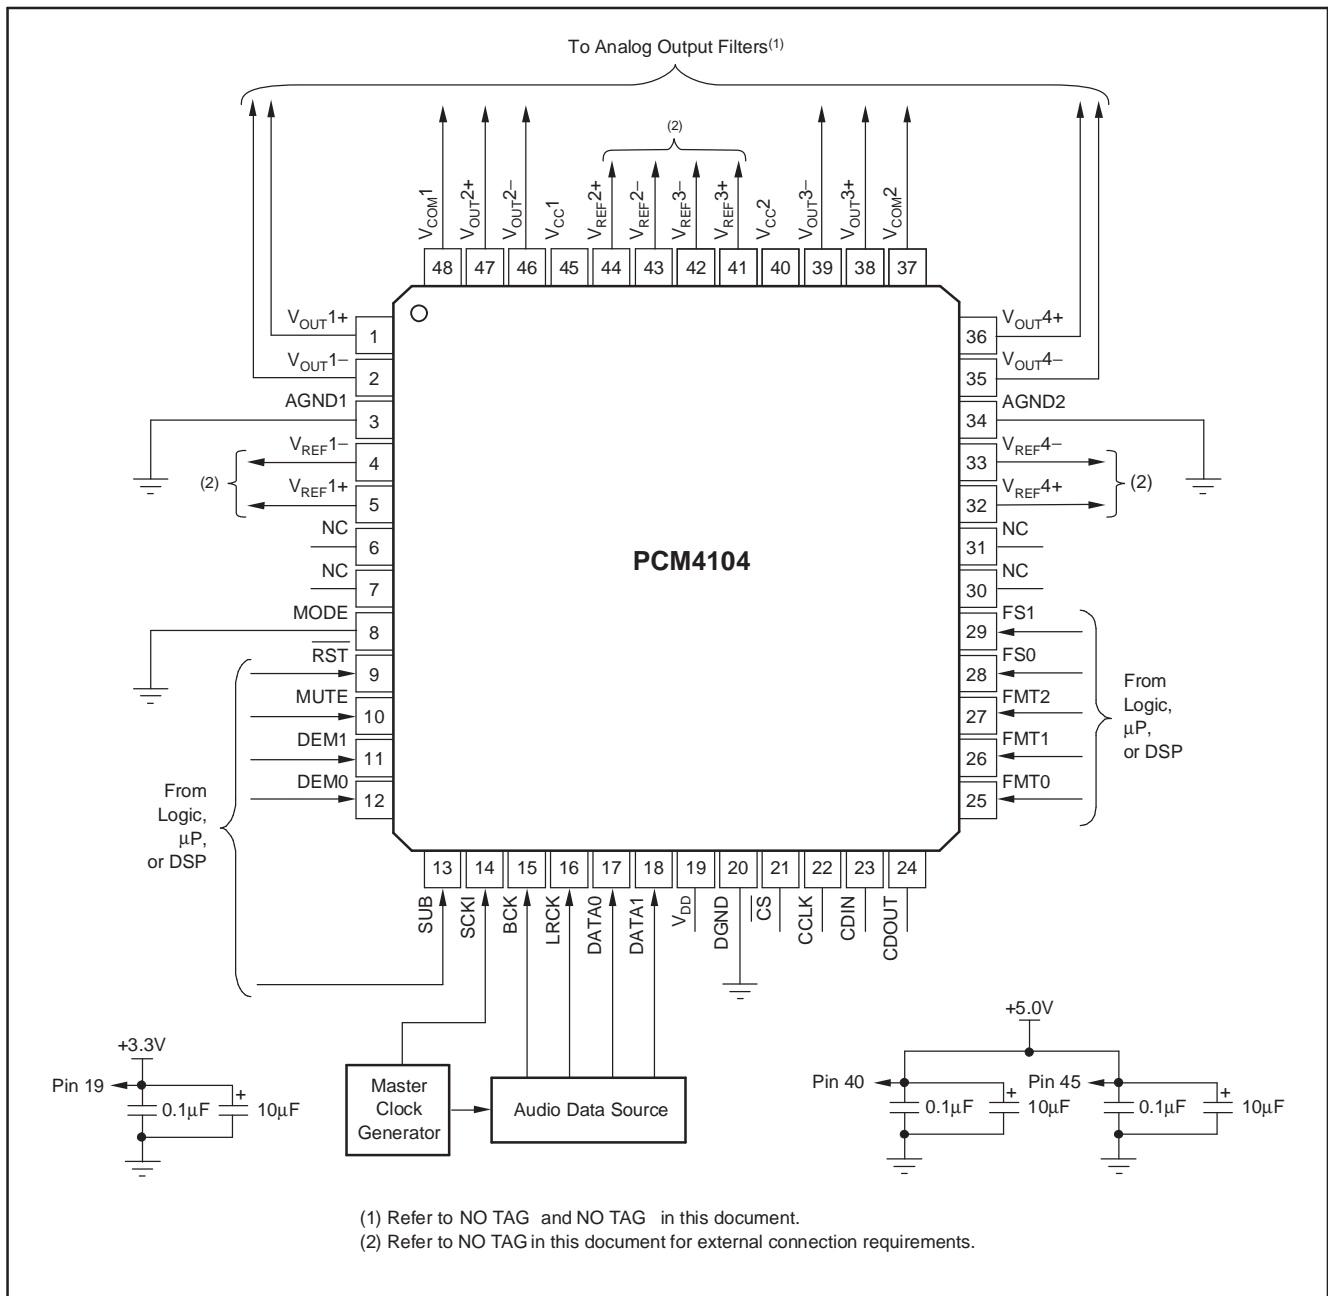 To Analog Output Filters(1)
(2)
VCOM1
VOUT2+
VOUT2−
VCC1
VREF2+
VREF2−
VREF3−
VREF3+
VCC2
VOUT3−
VOUT3+
VCOM2
48 47 46 45 44 43 42 41 40 39 38 37
VOUT1+ 1
VOUT1− 2
AGND1 3
VREF1− 4
(2)
VREF1+ 5
NC 6
NC 7
MODE 8
RST 9
MUTE 10
DEM1 11
DEM0 12
From
Logic,
μP,
or DSP
PCM4104
36 VOUT4+
35 VOUT4−
34 AGND2
33 VREF4−
(2)
32 VREF4+
31 NC
30 NC
29 FS1
28 FS0
27 FMT2
26 FMT1
25 FMT0
From
Logic,
μP,
or DSP
13 14 15 16 17 18 19 20 21 22 23 24
SUB
SCKI
BCK
LRCK
DATA0
DATA1
VDD
DGND
CS
CCLK
CDIN
CDOUT
+3.3V
Pin 19
0.1μF
+
10μF
Master
Clock
Generator
Audio Data Source
+5.0V
Pin 40
0.1μF
+
10μF
Pin 45
0.1μF
+
10μF
(1) Refer to NO TAG and NO TAG in this document.
(2) Refer to NO TAG in this document for external connection requirements.